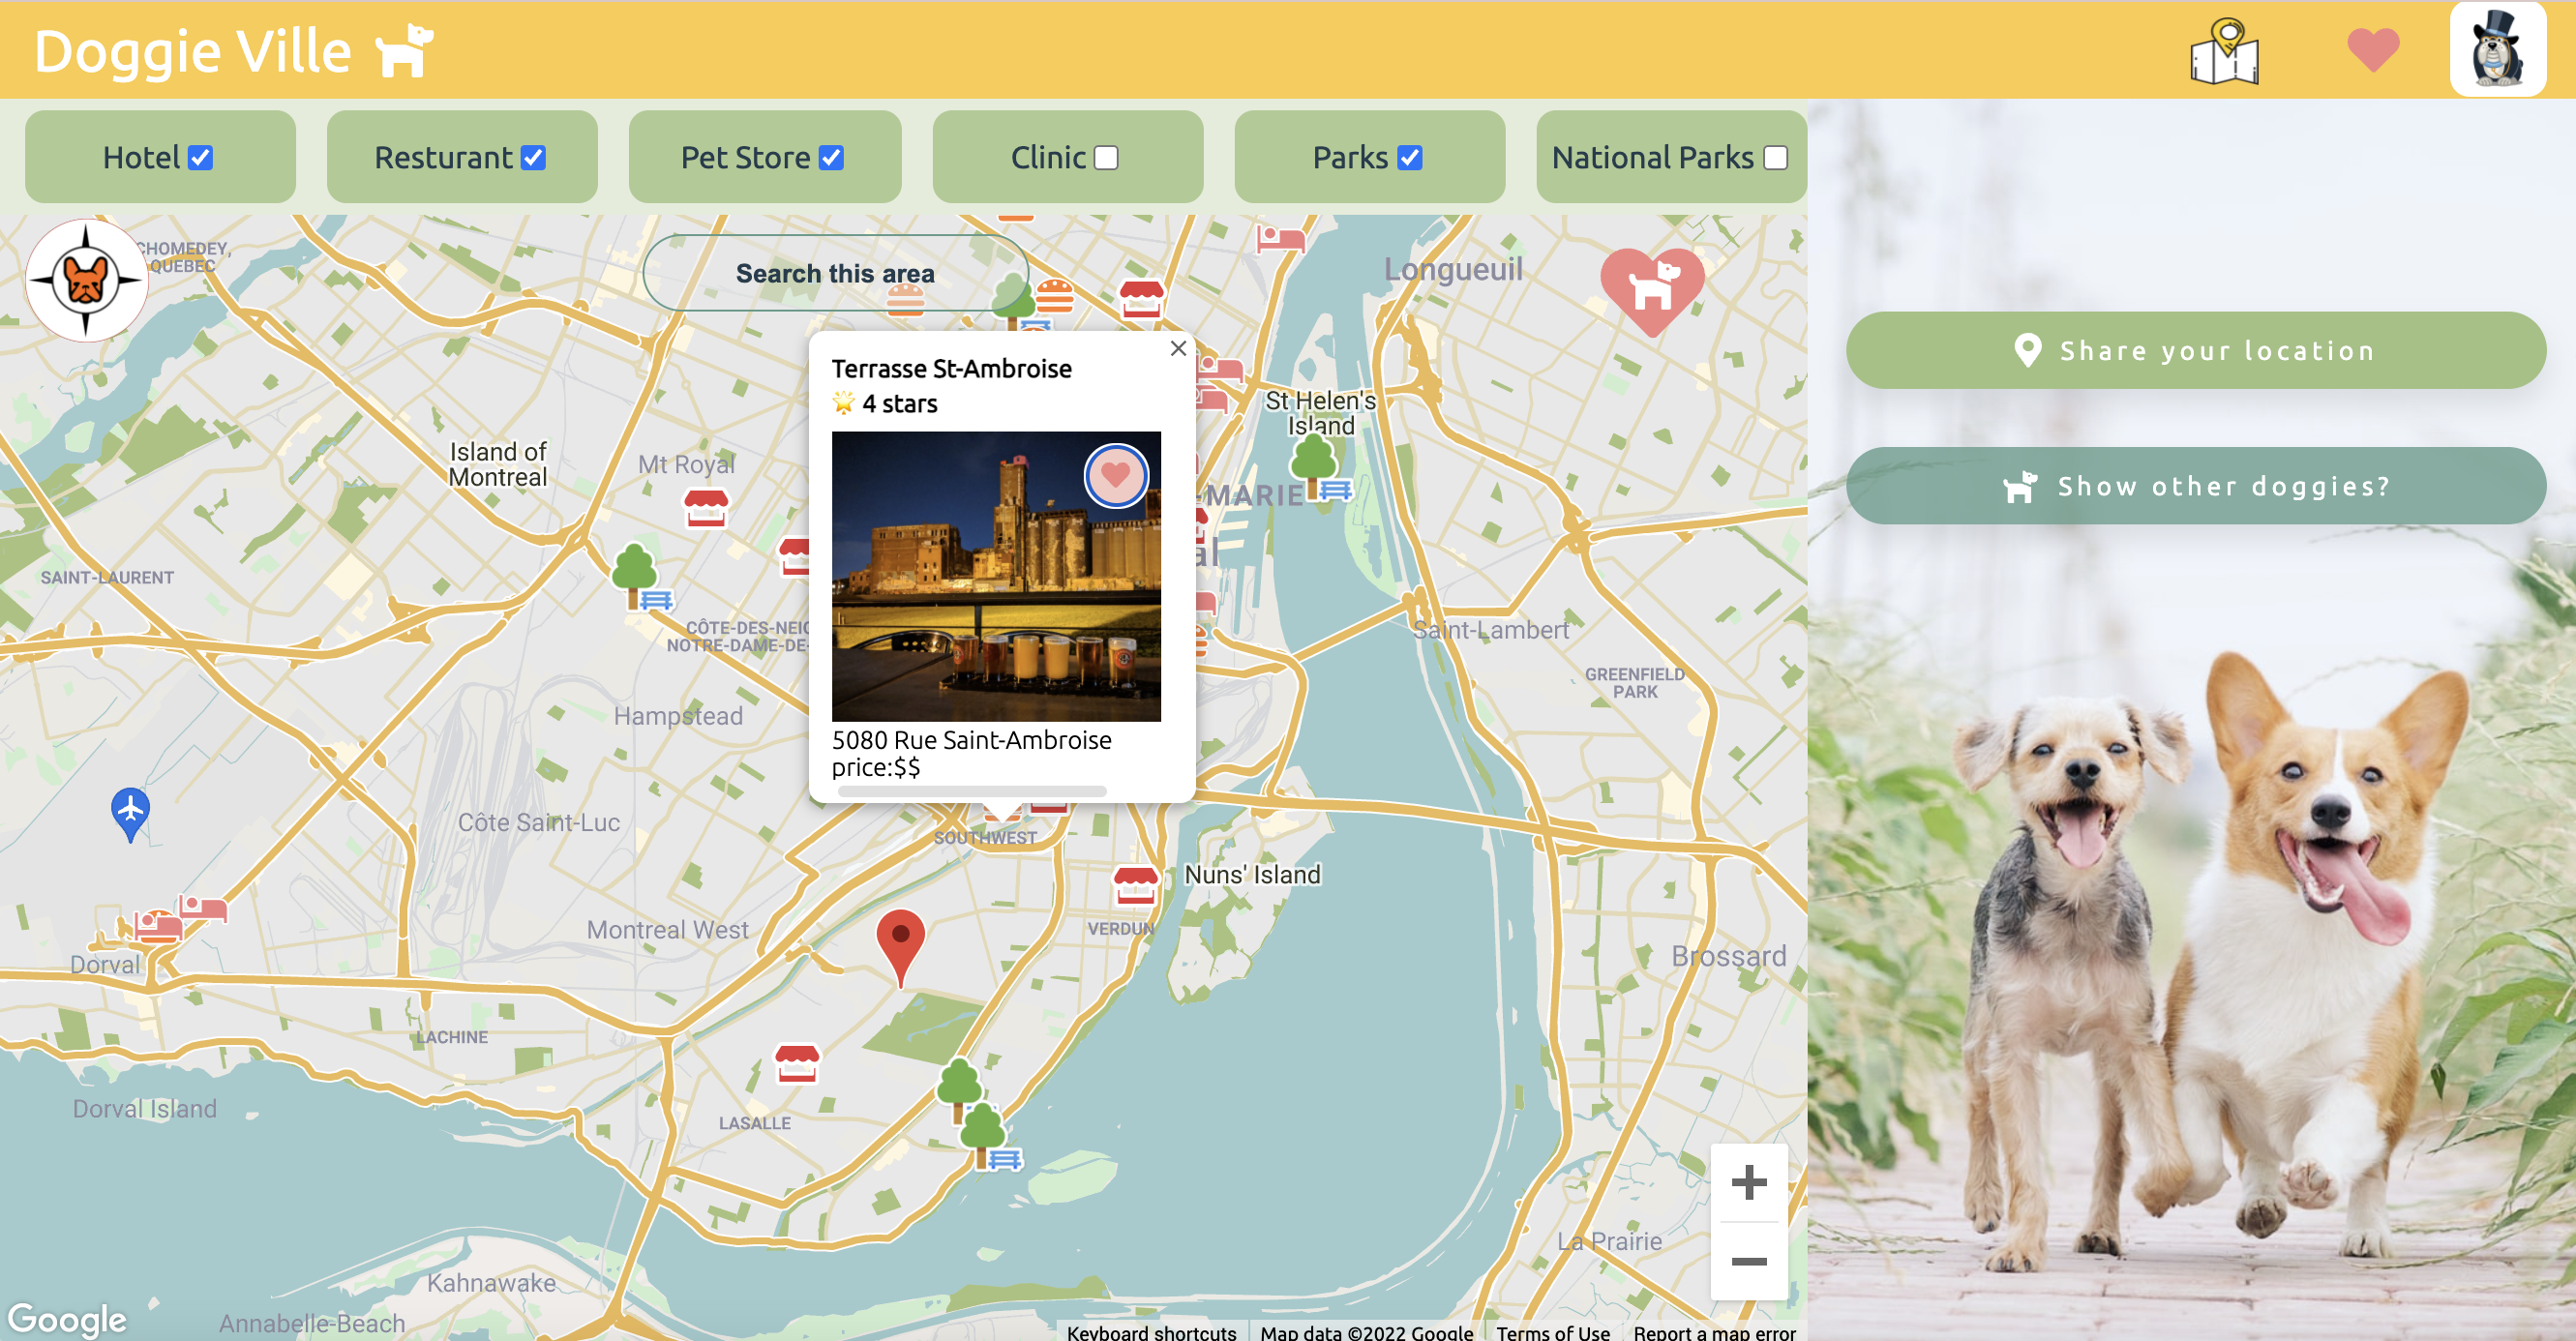 Doggie Ville
Hotel
Resturant
Pet Store
Clinic
Parks
National Parks
CHOMEDEY,
QUEBEC
Search this area
Longueuil
Share your location
Show other doggies?
Terrasse St-Ambroise
4 stars
5080 Rue Saint-Ambroise
price:$$
St Helen's
Island
Island of
Montreal
Mt Royal
-MARIE
al
SAINT-LAURENT
CÔTE-DES-NEIG
NOTRE-DAME-DE-
Saint-Lambert
GREENFIELD
PARK
Hampstead
Côte Saint-Luc
SOUTHWEST
Nuns' Island
Montreal West
VERDUN
Brossard
Dorval
LACHINE
Dorval Island
LASALLE
La Prairie
Kahnawake
Annabelle-Beach
Google
Keyboard shortcuts
Map data ©2022 Google
Terms of Use
Report a map error